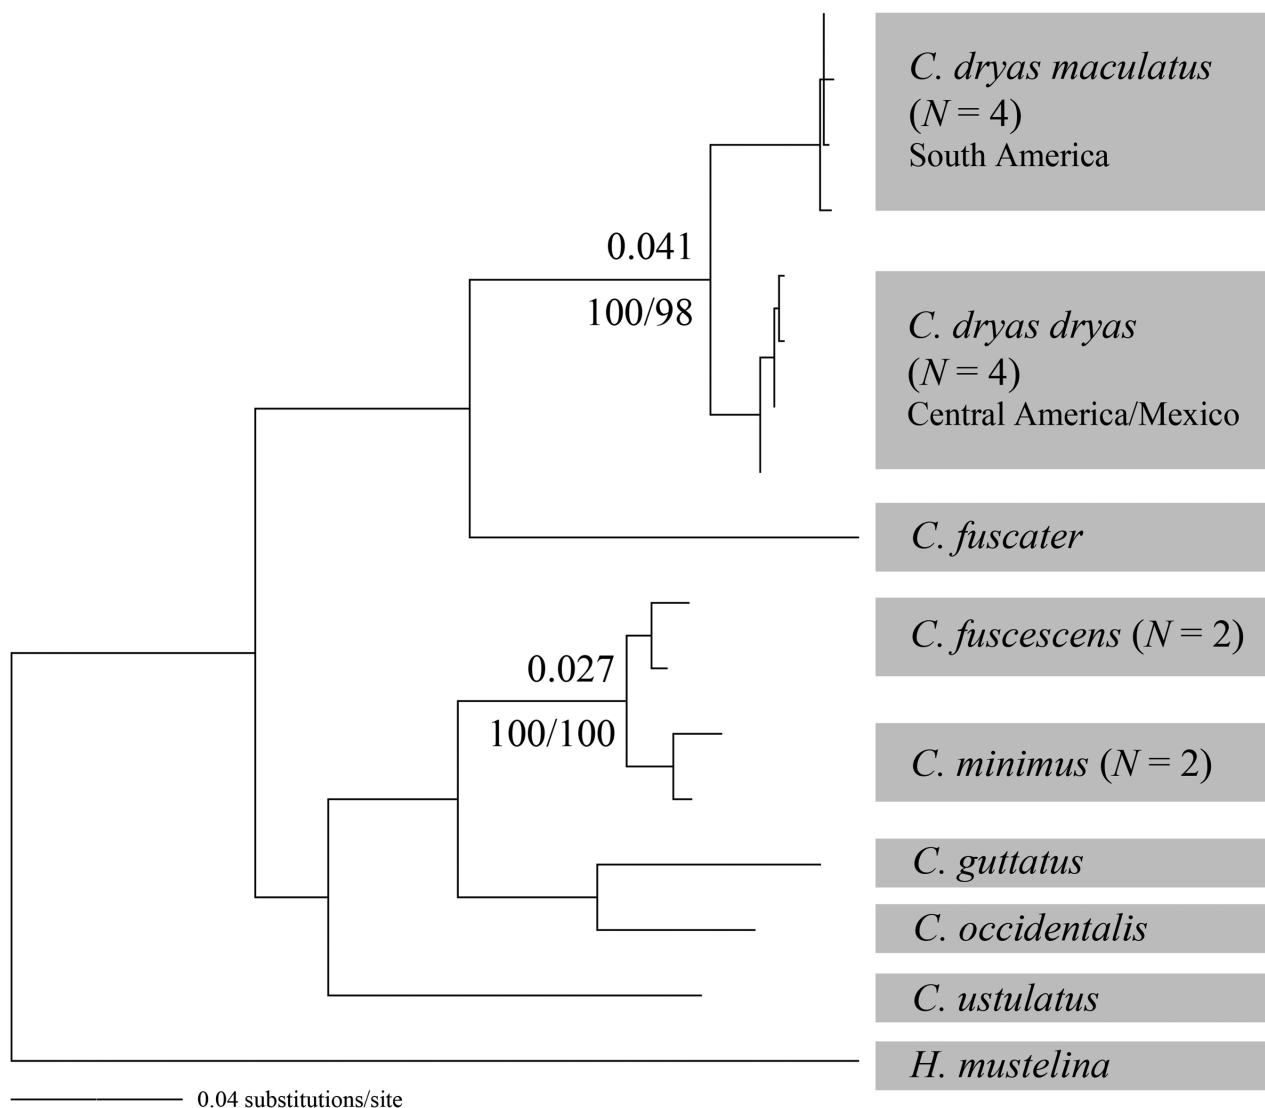 C. dryas maculatus
(N = 4)
South America
0.041
100/98
C. dryas dryas
(N = 4)
Central America/Mexico
C. fuscater
C. fuscescens (N = 2)
0.027
100/100
C. minimus (N = 2)
C. guttatus
C. occidentalis
C. ustulatus
H. mustelina
0.04 substitutions/site